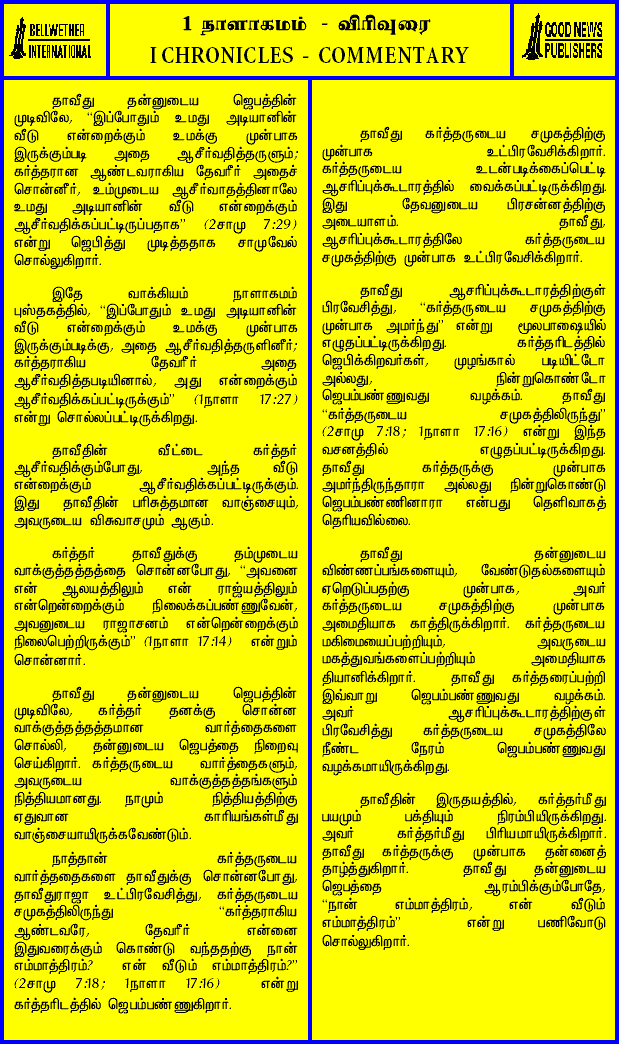 BELLWETHER
INTERNATIONAL
1 நாளாகமம் - விரிவுரை
I CHRONICLES - COMMENTARY
GOOD NEWS
PUBLISHERS
தாவீது தன்னுடைய ஜெபத்தின்
முடிவிலே, “இப்போதும் உமது அடியானின்
வீடு என்றைக்கும் உமக்கு முன்பாக
இருக்கும்படி அதை ஆசீர்வதித்தருளும்;
கர்த்தரான ஆண்டவராகிய தேவரீர் அதைச்
சொன்னீர், உம்முடைய ஆசீர்வாதத்தினாலே
உமது அடியானின் வீடு என்றைக்கும்
ஆசீர்வதிக்கப்பட்டிருப்பதாக” (2சாமு 7:29)
என்று ஜெபித்து முடித்ததாக சாமுவேல்
சொல்லுகிறார்.
இதே வாக்கியம் நாளாகமம்
புஸ்தகத்தில், “இப்போதும் உமது அடியானின்
வீடு என்றைக்கும் உமக்கு முன்பாக
இருக்கும்படிக்கு, அதை ஆசீர்வதித்தருளினீர்;
கர்த்தராகிய தேவரீர் அதை
ஆசீர்வதித்தபடியினால், அது என்றைக்கும்
ஆசீர்வதிக்கப்பட்டிருக்கும்” (1நாளா 17:27)
என்று சொல்லப்பட்டிருக்கிறது.
தாவீதின் வீட்டை கர்த்தர்
ஆசீர்வதிக்கும்போது, அந்த வீடு
என்றைக்கும் ஆசீர்வதிக்கப்பட்டிருக்கும்.
இது தாவீதின் பரிசுத்தமான வாஞ்சையும்,
அவருடைய விசுவாசமும் ஆகும்.
கர்த்தர் தாவீதுக்கு தம்முடைய
வாக்குத்தத்தத்தை சொன்னபோது, “அவனை
என் ஆலயத்திலும் என் ராஜ்யத்திலும்
என்றென்றைக்கும் நிலைக்கப்பண்ணுவேன்,
அவனுடைய ராஜாசனம் என்றென்றைக்கும்
நிலைபெற்றிருக்கும்” (1நாளா 17:14) என்றும்
சொன்னார்.
தாவீது தன்னுடைய ஜெபத்தின்
முடிவிலே, கர்த்தர் தனக்கு சொன்ன
வாக்குத்தத்தத்தமான வார்த்தைகளை
சொல்லி, தன்னுடைய ஜெபத்தை நிறைவு
செய்கிறார். கர்த்தருடைய வார்த்தைகளும்,
அவருடைய வாக்குத்தத்தங்களும்
நித்தியமானது. நாமும் நித்தியத்திற்கு
ஏதுவான காரியங்கள்மீது
வாஞ்சையாயிருக்கவேண்டும்.
நாத்தான் கர்த்தருடைய
வார்த்ததைகளை தாவீதுக்கு சொன்னபோது,
தாவீதுராஜா உட்பிரவேசித்து, கர்த்தருடைய
சமுகத்திலிருந்து “கர்த்தராகிய
ஆண்டவரே, தேவரீர் என்னை
இதுவரைக்கும் கொண்டு வந்ததற்கு நான்
எம்மாத்திரம்? என் வீடும் எம்மாத்திரம்?”
(2சாமு 7:18; 1நாளா 17:16) என்று
கர்த்தரிடத்தில் ஜெபம்பண்ணுகிறார்.
தாவீது கர்த்தருடைய சமுகத்திற்கு
முன்பாக உட்பிரவேசிக்கிறார்.
கர்த்தருடைய உடன்படிக்கைப்பெட்டி
ஆசரிப்புக்கூடாரத்தில் வைக்கப்பட்டிருக்கிறது.
இது தேவனுடைய பிரசன்னத்திற்கு
அடையாளம். தாவீது,
ஆசரிப்புக்கூடாரத்திலே கர்த்தருடைய
சமுகத்திற்கு முன்பாக உட்பிரவேசிக்கிறார்.
தாவீது ஆசரிப்புக்கூடாரத்திற்குள்
பிரவேசித்து, “கர்த்தருடைய சமுகத்திற்கு
முன்பாக அமர்ந்து” என்று மூலபாஷையில்
எழுதப்பட்டிருக்கிறது. கர்த்தரிடத்தில்
ஜெபிக்கிறவர்கள், முழங்கால் படியிட்டோ
அல்லது, நின்றுகொண்டோ
ஜெபம்பண்ணுவது வழக்கம். தாவீது
“கர்த்தருடைய சமுகத்திலிருந்து”
(2சாமு 7:18; 1நாளா 17:16) என்று இந்த
வசனத்தில் எழுதப்பட்டிருக்கிறது.
தாவீது கர்த்தருக்கு முன்பாக
அமர்ந்திருந்தாரா அல்லது நின்றுகொண்டு
ஜெபம்பண்ணினாரா என்பது தெளிவாகத்
தெரியவில்லை.
தாவீது தன்னுடைய
விண்ணப்பங்களையும், வேண்டுதல்களையும்
ஏறெடுப்பதற்கு முன்பாக, அவர்
கர்த்தருடைய சமுகத்திற்கு முன்பாக
அமைதியாக காத்திருக்கிறார். கர்த்தருடைய
மகிமையைப்பற்றியும், அவருடைய
மகத்துவங்களைப்பற்றியும் அமைதியாக
தியானிக்கிறார். தாவீது கர்த்தரைப்பற்றி
இவ்வாறு ஜெபம்பண்ணுவது வழக்கம்.
அவர் ஆசரிப்புக்கூடாரத்திற்குள்
பிரவேசித்து கர்த்தருடைய சமுகத்திலே
நீண்ட நேரம் ஜெபம்பண்ணுவது
வழக்கமாயிருக்கிறது.
தாவீதின் இருதயத்தில், கர்த்தர்மீது
பயமும் பக்தியும் நிரம்பியிருக்கிறது.
அவர் கர்த்தர்மீது பிரியமாயிருக்கிறார்.
தாவீது கர்த்தருக்கு முன்பாக தன்னைத்
தாழ்த்துகிறார். தாவீது தன்னுடைய
ஜெபத்தை ஆரம்பிக்கும்போதே,
“நான் எம்மாத்திரம், என் வீடும்
எம்மாத்திரம்” என்று பணிவோடு
சொல்லுகிறார்.